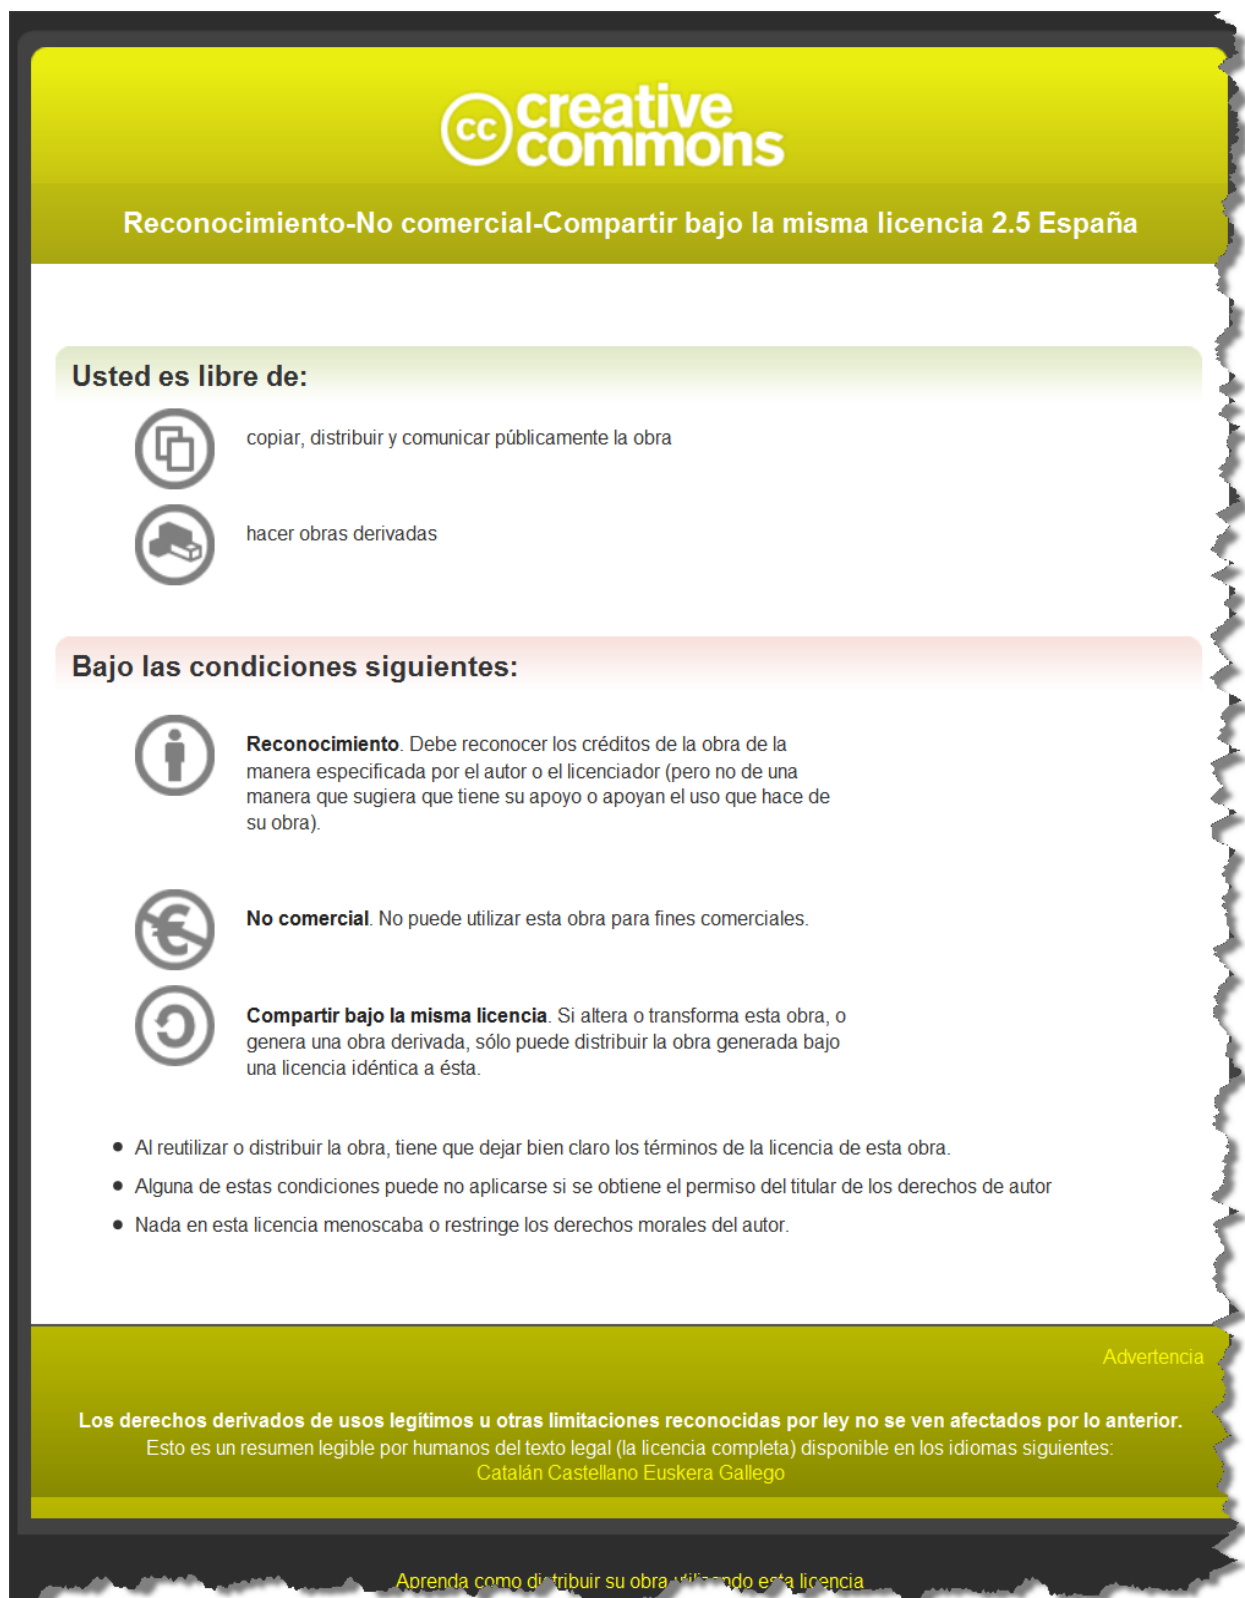 cc creative
commons
Reconocimiento-No comercial-Compartir bajo la misma licencia 2.5 España
Usted es libre de:
copiar, distribuir y comunicar públicamente la obra
hacer obras derivadas
Bajo las condiciones siguientes:
Reconocimiento. Debe reconocer los créditos de la obra de la
manera especificada por el autor o el licenciador (pero no de una
manera que sugiera que tiene su apoyo o apoyan el uso que hace de
su obra).
No comercial. No puede utilizar esta obra para fines comerciales.
Compartir bajo la misma licencia. Si altera o transforma esta obra, o
genera una obra derivada, sólo puede distribuir la obra generada bajo
una licencia idéntica a ésta.
• Al reutilizar o distribuir la obra, tiene que dejar bien claro los términos de la licencia de esta obra.
• Alguna de estas condiciones puede no aplicarse si se obtiene el permiso del titular de los derechos de autor
• Nada en esta licencia menoscaba o restringe los derechos morales del autor.
Advertencia
Los derechos derivados de usos legítimos u otras limitaciones reconocidas por ley no se ven afectados por lo anterior.
Esto es un resumen legible por humanos del texto legal (la licencia completa) disponible en los idiomas siguientes:
Catalán Castellano Euskera Gallego
Aprenda como distribuir su obra utilizando esta licencia